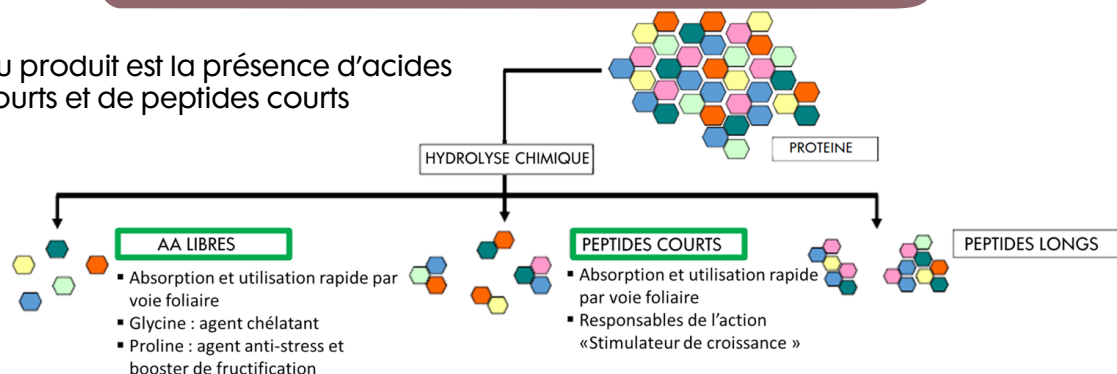 u produit est la présence d'acides
ourts et de peptides courts
PROTEINE
HYDROLYSE CHIMIQUE
AA LIBRES
▪ Absorption et utilisation rapide par
voie foliaire
▪ Glycine : agent chélatant
▪ Proline : agent anti-stress et
booster de fructification
PEPTIDES COURTS
▪ Absorption et utilisation rapide
par voie foliaire
▪ Responsables de l'action
«Stimulateur de croissance »
PEPTIDES LONGS